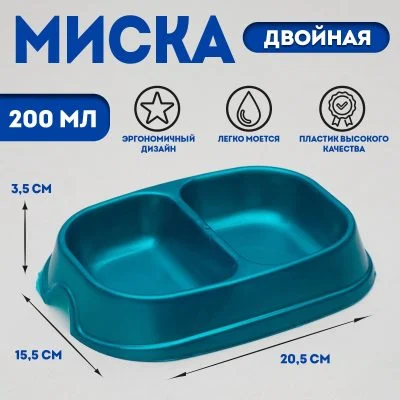 МИСКА
ДВОЙНАЯ
200 МЛ
ЭРГОНОМИЧНЫЙ
ДИЗАЙН
ЛЕГКО МОЕТСЯ
ПЛАСТИК ВЫСОКОГО
КАЧЕСТВА
3,5 СМ
15,5 СМ
20,5 СМ